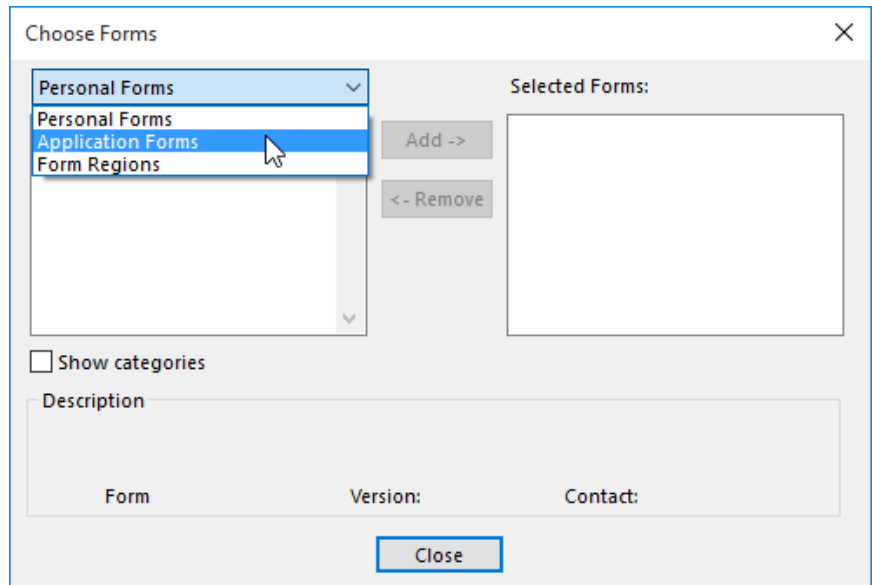 Choose Forms
Personal Forms
Selected Forms:
Personal Forms
Application Forms
Form Regions
Add ->
<- Remove
Show categories
Description
Form Version: Contact:
Close